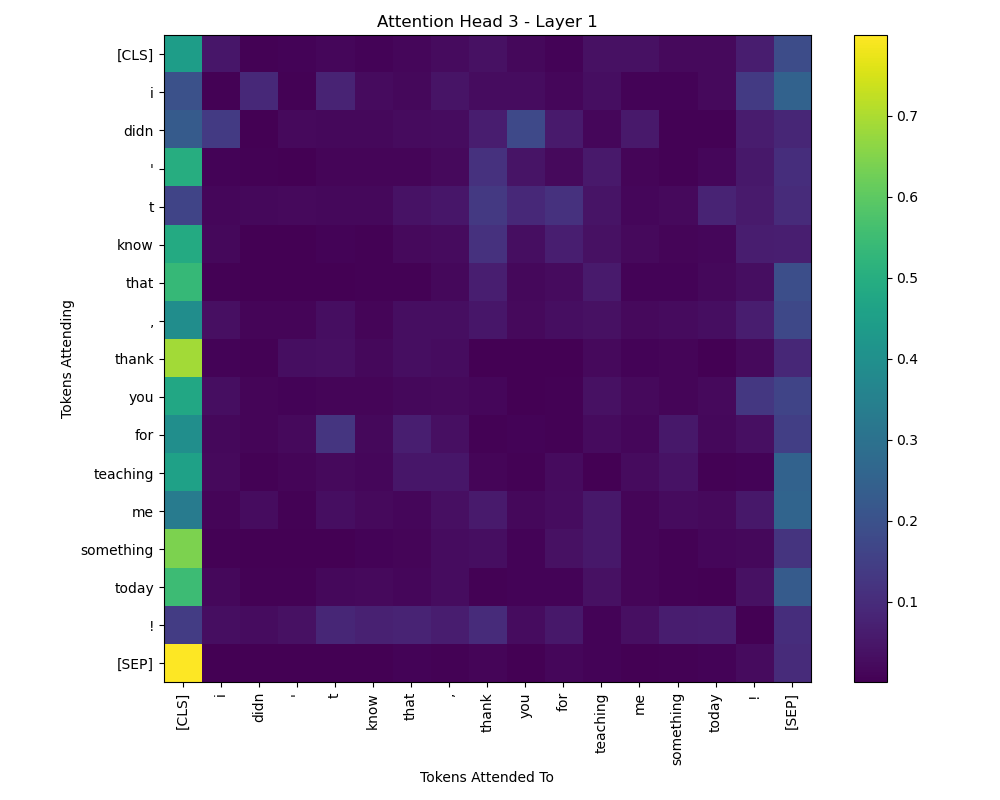 Attention Head 3 - Layer 1
Tokens Attending
[CLS]
i
didn
'
t
know
that
,
thank
you
for
teaching
me
something
today
!
[SEP]
[CLS]
i
didn
'
t
know
that
,
thank
you
for
teaching
me
something
today
!
[SEP]
Tokens Attended To
0.7
0.6
0.5
0.4
0.3
0.2
0.1